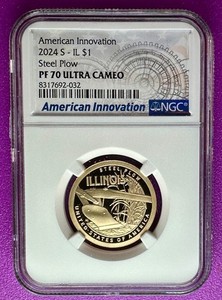 American Innovation
2024 S - IL $1
Steel Plow
PF 70 ULTRA CAMEO
8317692-032
American Innovation
NGC
STEEL PLOW
ILLINOIS
UNITED STATES OF AMERICA